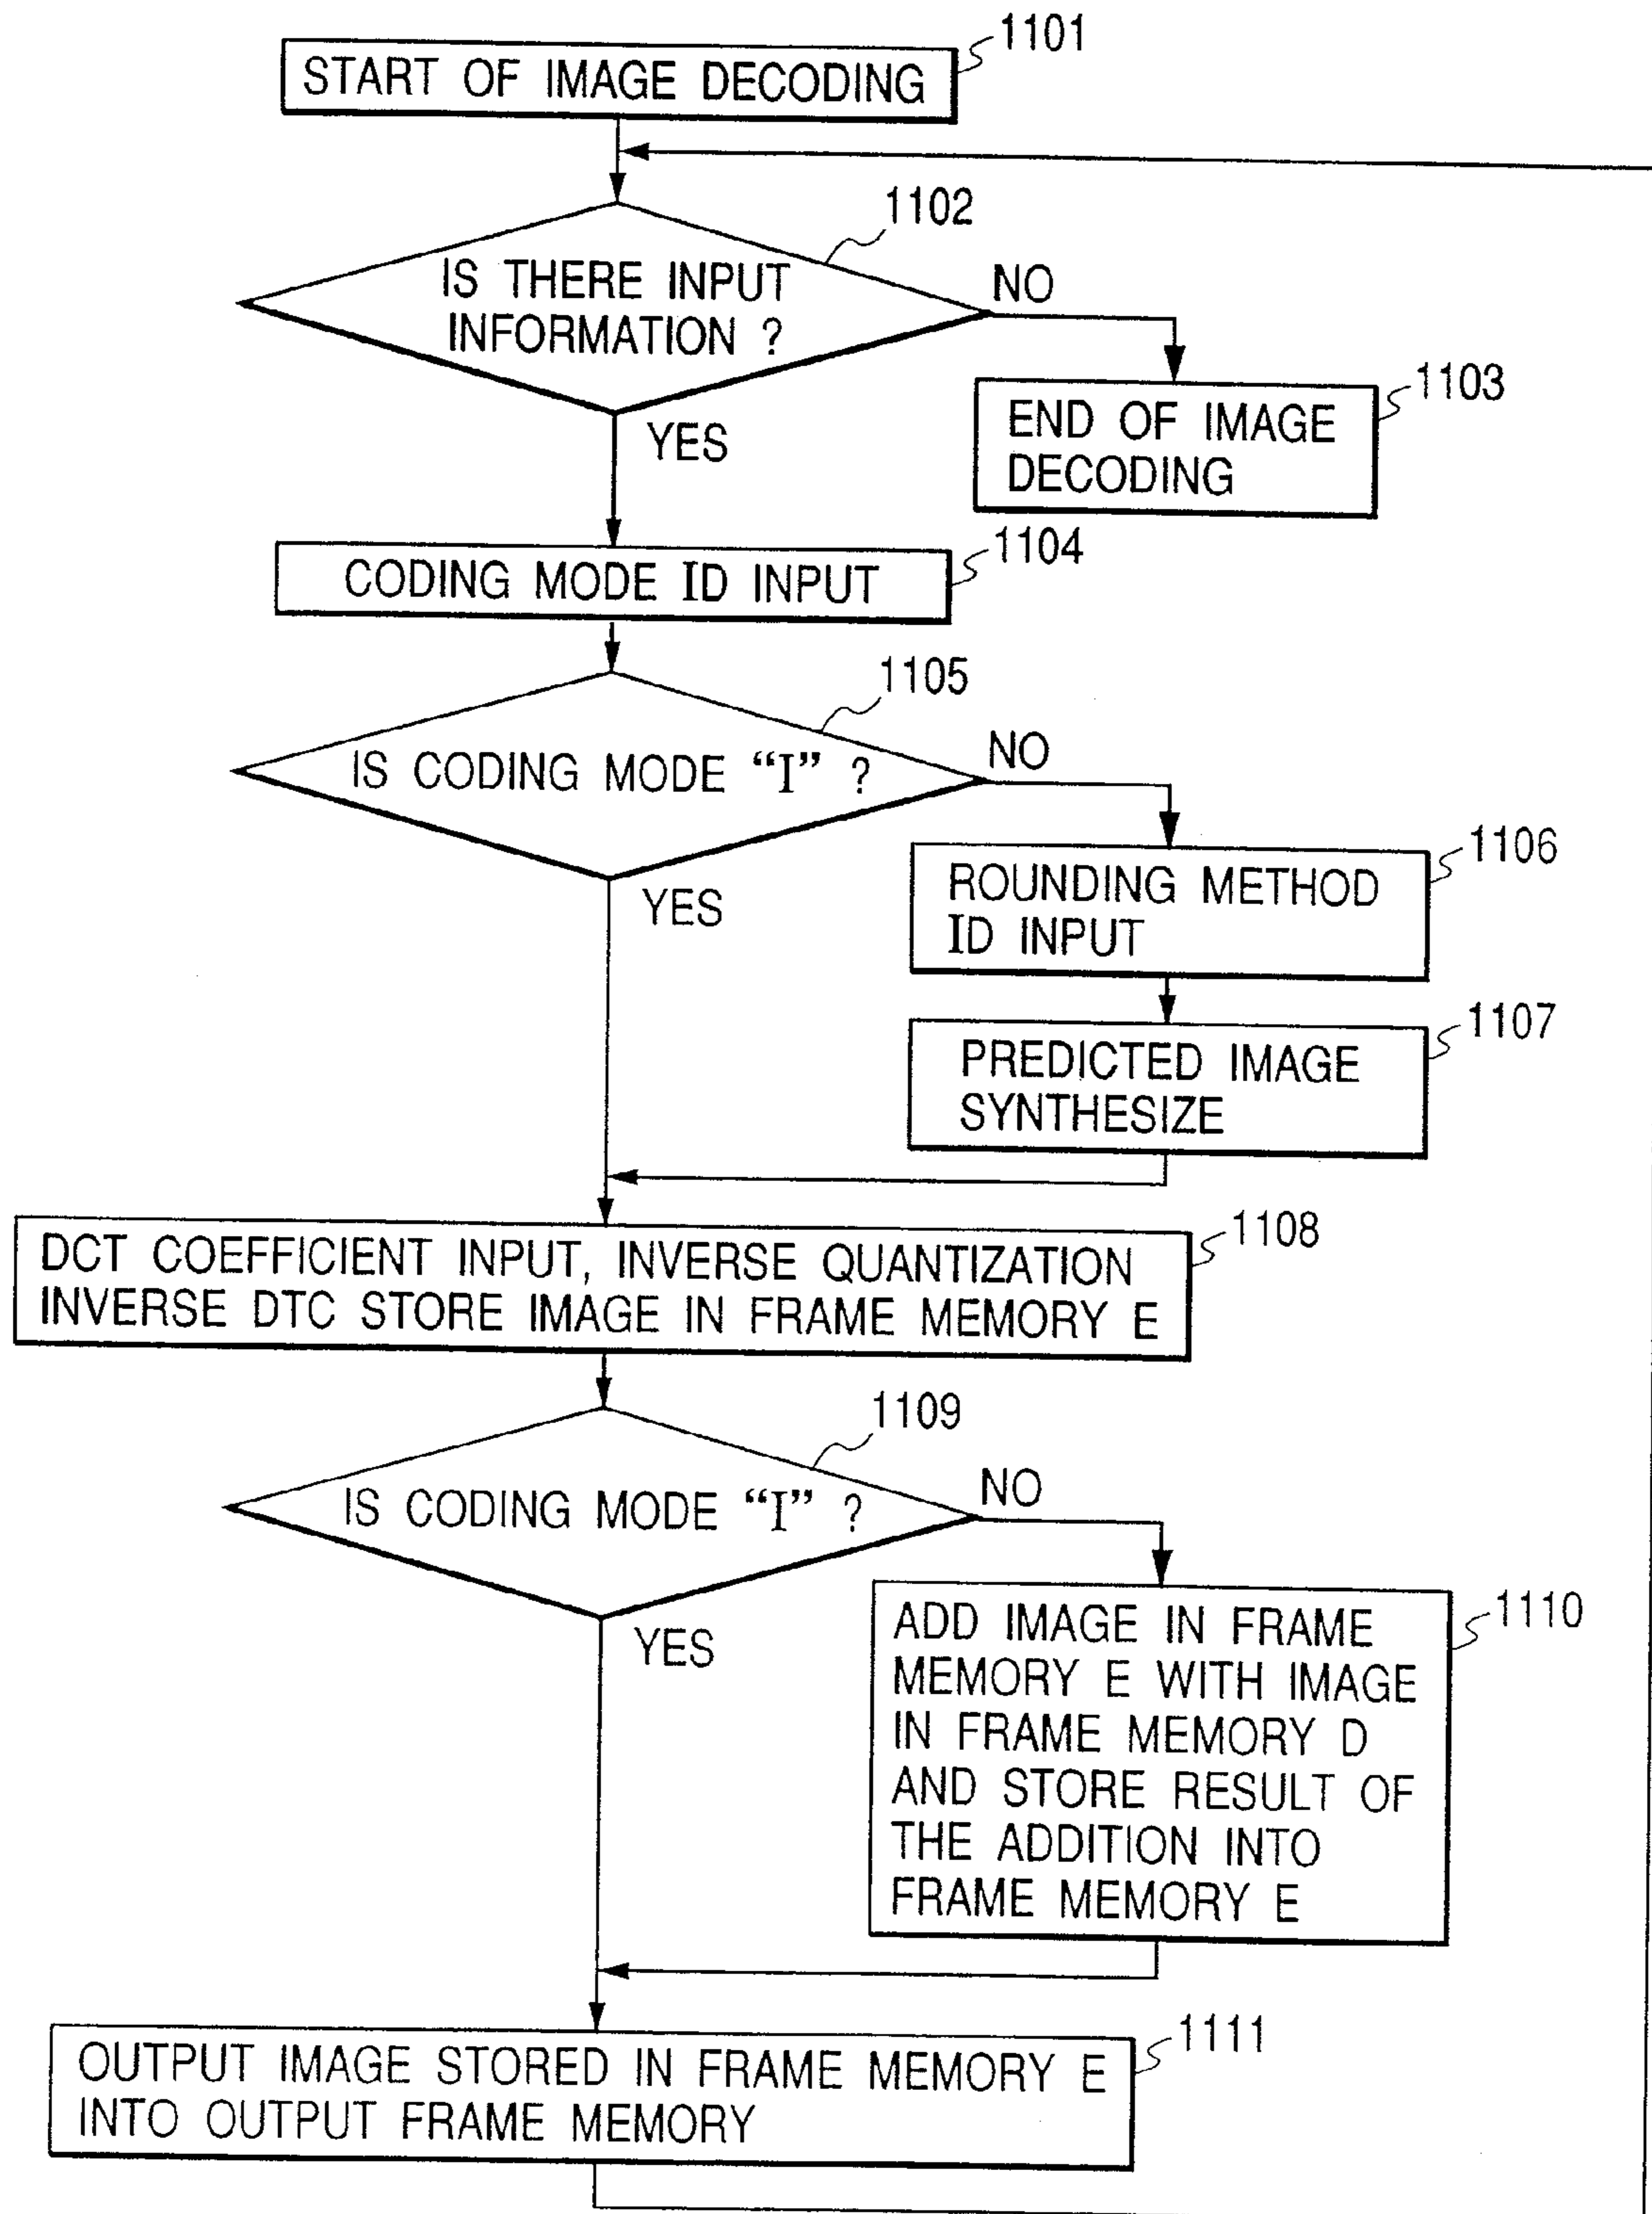 1101
START OF IMAGE DECODING
1102
IS THERE INPUT
INFORMATION ?
NO
YES
1103
END OF IMAGE
DECODING
1104
CODING MODE ID INPUT
1105
IS CODING MODE “I” ?
NO
YES
1106
ROUNDING METHOD
ID INPUT
1107
PREDICTED IMAGE
SYNTHESIZE
1108
DCT COEFFICIENT INPUT, INVERSE QUANTIZATION
INVERSE DTC STORE IMAGE IN FRAME MEMORY E
1109
IS CODING MODE “I” ?
NO
YES
1110
ADD IMAGE IN FRAME
MEMORY E WITH IMAGE
IN FRAME MEMORY D
AND STORE RESULT OF
THE ADDITION INTO
FRAME MEMORY E
1111
OUTPUT IMAGE STORED IN FRAME MEMORY E
INTO OUTPUT FRAME MEMORY